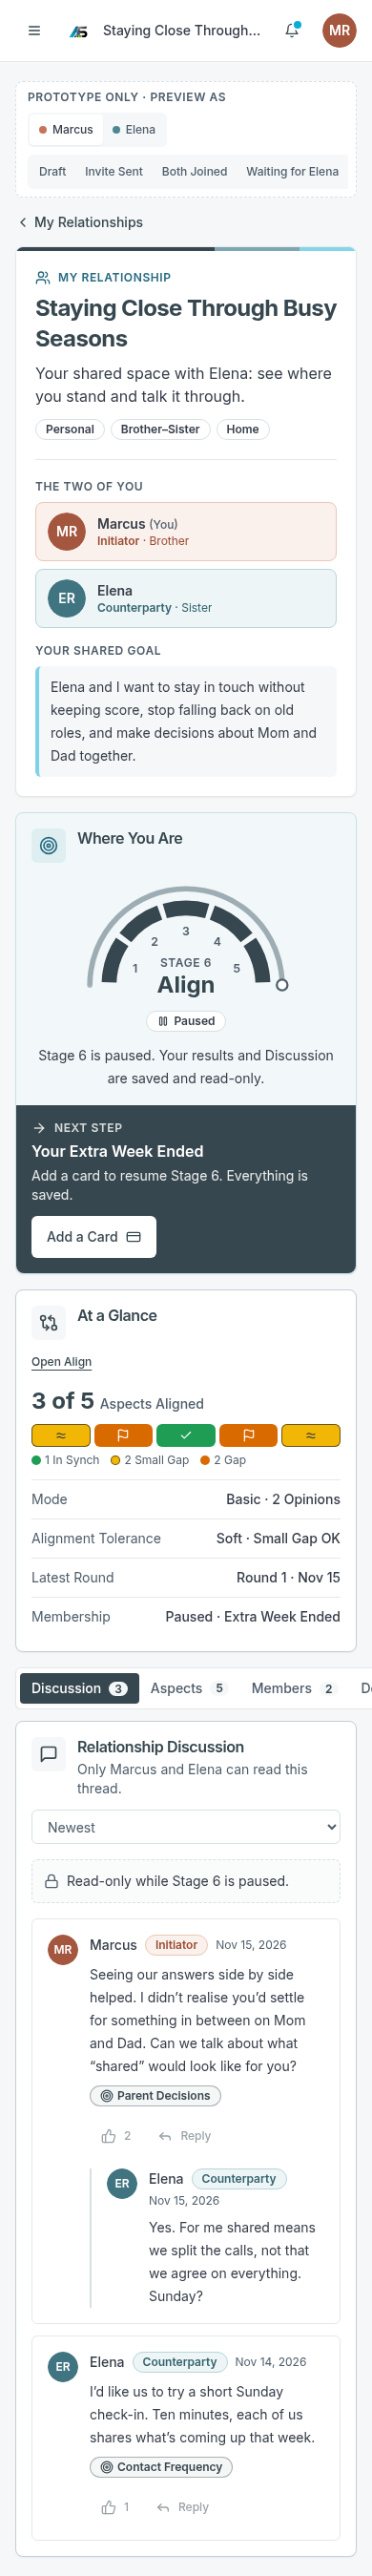 Staying Close Through...
MR
PROTOTYPE ONLY · PREVIEW AS
Marcus
Elena
Draft
Invite Sent
Both Joined
Waiting for Elena
My Relationships
MY RELATIONSHIP
Staying Close Through Busy
Seasons
Your shared space with Elena: see where
you stand and talk it through.
Personal
Brother–Sister
Home
THE TWO OF YOU
MR
Marcus (You)
Initiator · Brother
ER
Elena
Counterparty · Sister
YOUR SHARED GOAL
Elena and I want to stay in touch without
keeping score, stop falling back on old
roles, and make decisions about Mom and
Dad together.
Where You Are
1
2
3
4
5
STAGE 6
Align
Paused
Stage 6 is paused. Your results and Discussion
are saved and read-only.
NEXT STEP
Your Extra Week Ended
Add a card to resume Stage 6. Everything is
saved.
Add a Card
At a Glance
Open Align
3 of 5 Aspects Aligned
1 In Synch
2 Small Gap
2 Gap
Mode
Basic · 2 Opinions
Alignment Tolerance
Soft · Small Gap OK
Latest Round
Round 1 · Nov 15
Membership
Paused · Extra Week Ended
Discussion 3
Aspects 5
Members 2
Relationship Discussion
Only Marcus and Elena can read this
thread.
Newest
Read-only while Stage 6 is paused.
MR
Marcus
Initiator
Nov 15, 2026
Seeing our answers side by side
helped. I didn’t realise you’d settle
for something in between on Mom
and Dad. Can we talk about what
“shared” would look like for you?
Parent Decisions
2
Reply
ER
Elena
Counterparty
Nov 15, 2026
Yes. For me shared means
we split the calls, not that
we agree on everything.
Sunday?
ER
Elena
Counterparty
Nov 14, 2026
I’d like us to try a short Sunday
check-in. Ten minutes, each of us
shares what’s coming up that week.
Contact Frequency
1
Reply